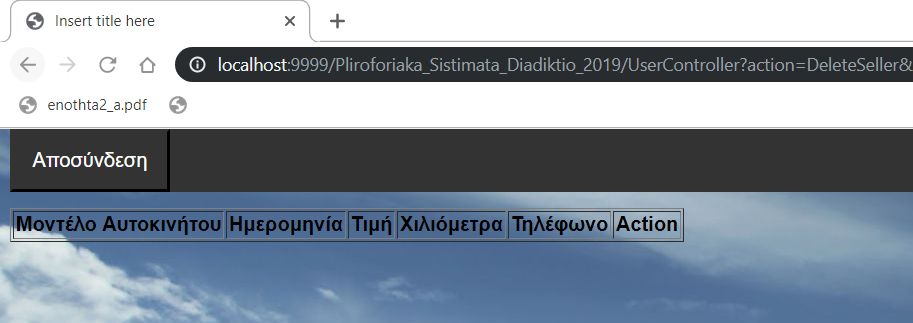 Insert title here
localhost:9999/Pliroforiaka_Sistimata_Diadiktio_2019/UserController?action=DeleteSeller&
enothta2_a.pdf
Αποσύνδεση
Μοντέλο Αυτοκινήτου Ημερομηνία Τιμή Χιλιόμετρα Τηλέφωνο Action